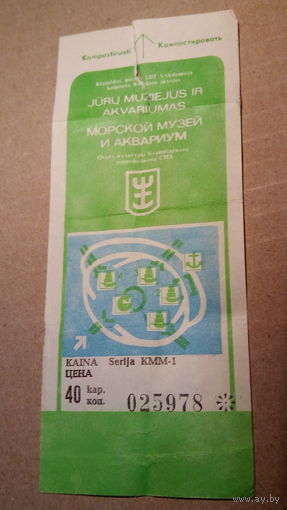 Kompostiruoti Компостировать
JŪRŲ MUZIEJUS IR
AKVARIUMAS
МОРСКОЙ МУЗЕЙ
И АКВАРИУМ
KAINA Serija KMM-1
ЦЕНА
40 kap.
коп. 025978
www.ay.by